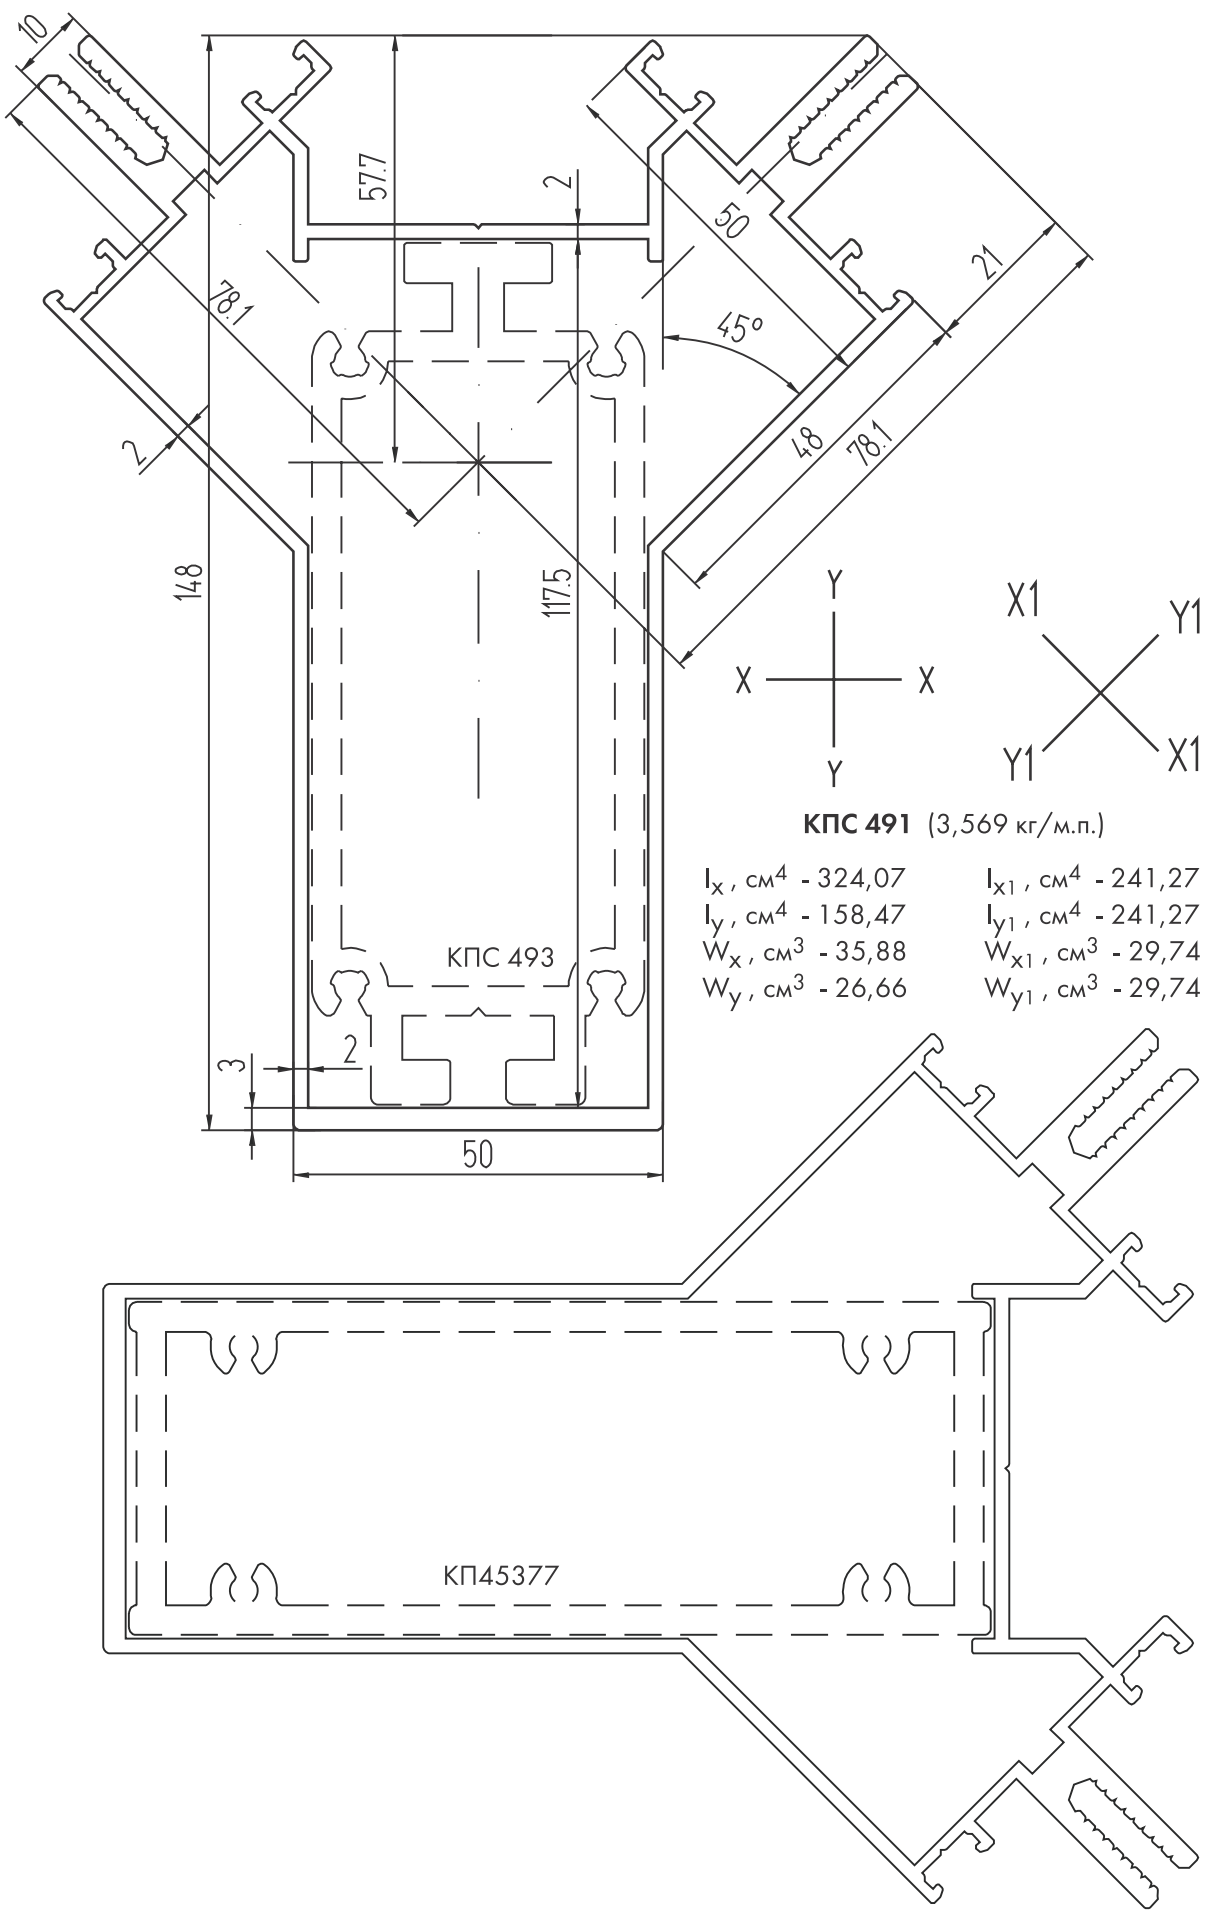 10
57.7
2
50
21
78.1
45°
2
48
78.1
148
117.5
Y
X X
Y
X1 Y1
Y1 X1
КПС 491 (3,569 кг/м.п.)
Ix , см4 - 324,07 Ix1 , см4 - 241,27
Iy , см4 - 158,47 Iy1 , см4 - 241,27
Wx , см3 - 35,88 Wx1 , см3 - 29,74
Wy , см3 - 26,66 Wy1 , см3 - 29,74
КПС 493
3
2
50
КП45377